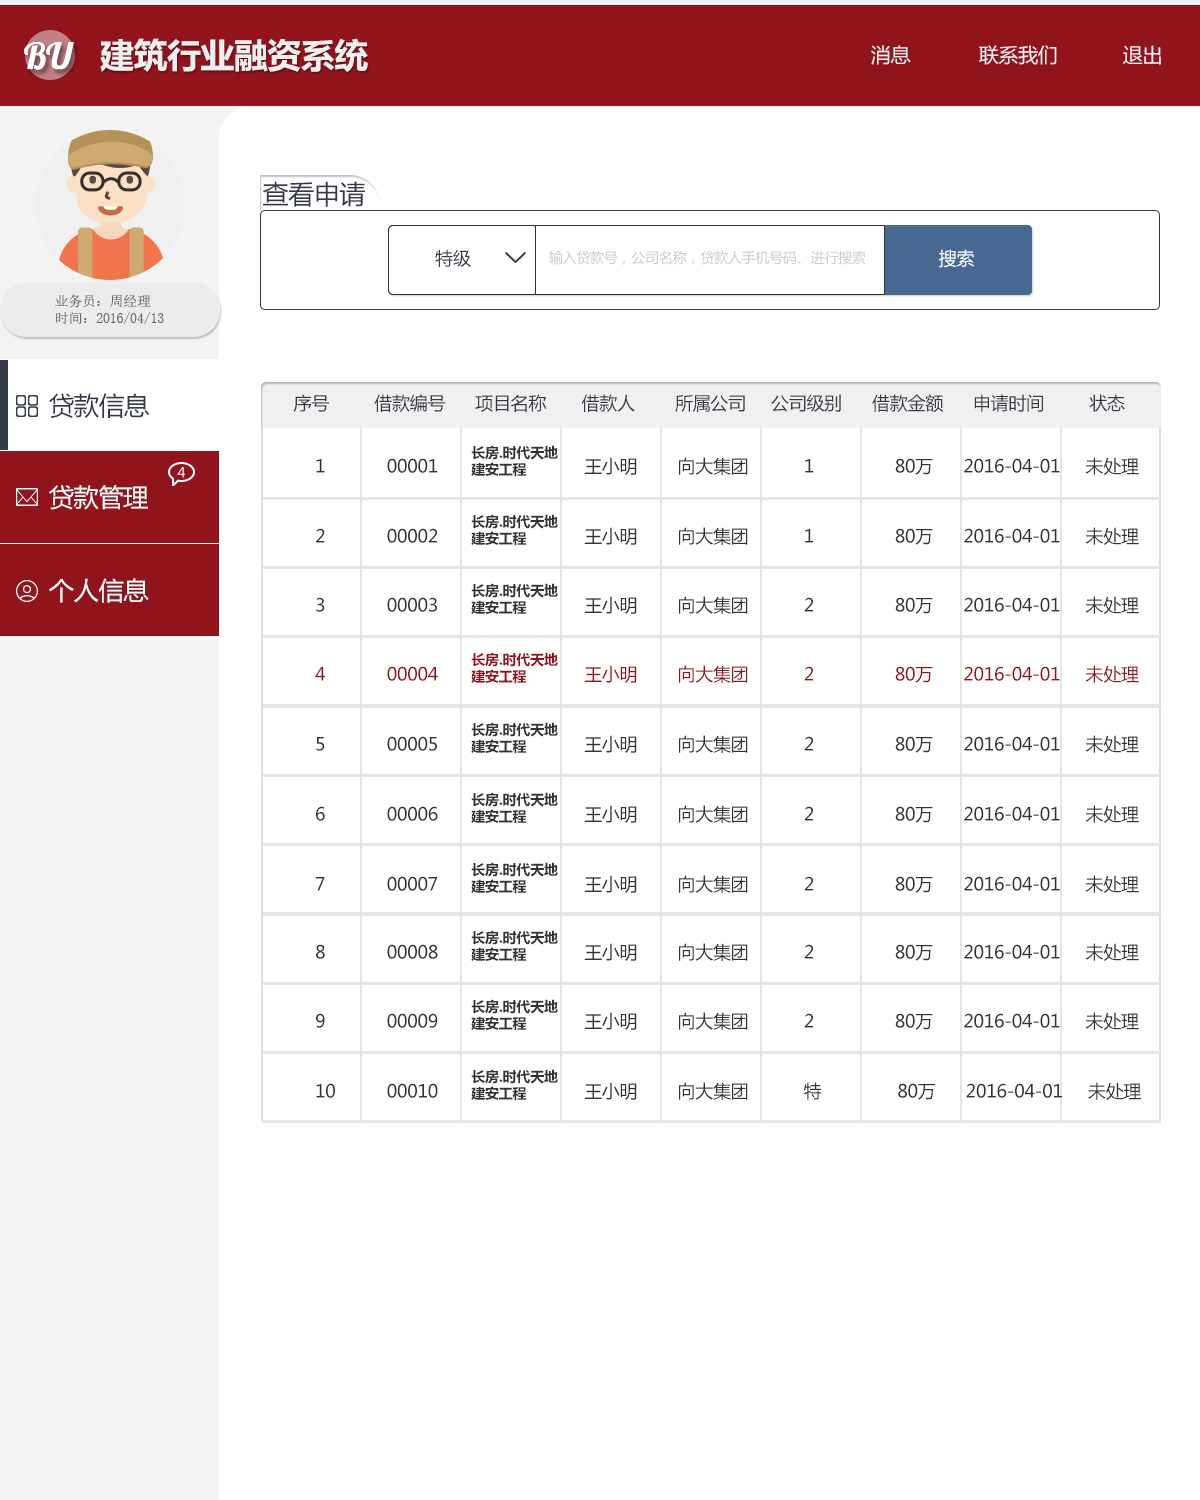 BU 建筑行业融资系统 消息 联系我们 退出
业务员：周经理
时间：2016/04/13
贷款信息
4
贷款管理
个人信息
查看申请
特级 输入贷款号，公司名称，贷款人手机号码、进行搜索 搜索
序号 借款编号 项目名称 借款人 所属公司 公司级别 借款金额 申请时间 状态
1 00001 长房.时代天地建安工程 王小明 向大集团 1 80万 2016-04-01 未处理
2 00002 长房.时代天地建安工程 王小明 向大集团 1 80万 2016-04-01 未处理
3 00003 长房.时代天地建安工程 王小明 向大集团 2 80万 2016-04-01 未处理
4 00004 长房.时代天地建安工程 王小明 向大集团 2 80万 2016-04-01 未处理
5 00005 长房.时代天地建安工程 王小明 向大集团 2 80万 2016-04-01 未处理
6 00006 长房.时代天地建安工程 王小明 向大集团 2 80万 2016-04-01 未处理
7 00007 长房.时代天地建安工程 王小明 向大集团 2 80万 2016-04-01 未处理
8 00008 长房.时代天地建安工程 王小明 向大集团 2 80万 2016-04-01 未处理
9 00009 长房.时代天地建安工程 王小明 向大集团 2 80万 2016-04-01 未处理
10 00010 长房.时代天地建安工程 王小明 向大集团 特 80万 2016-04-01 未处理